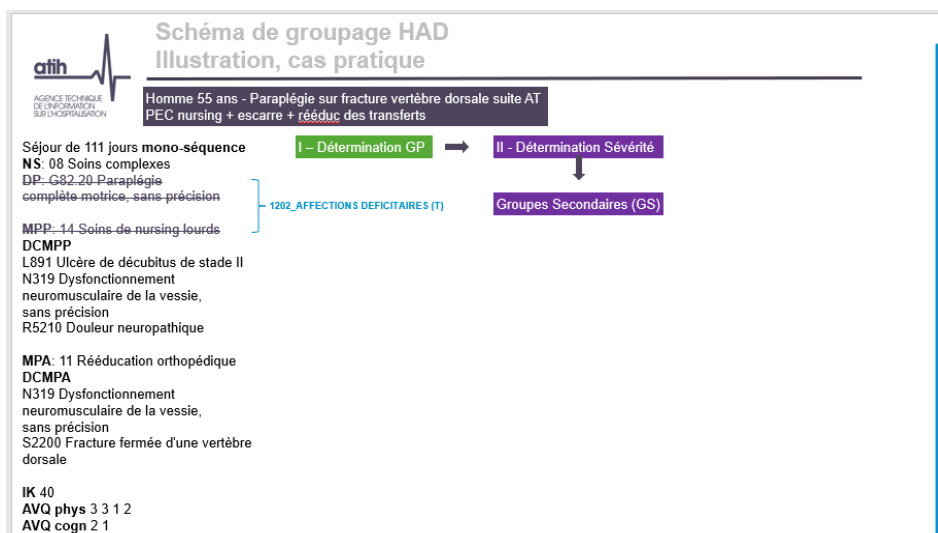 Schéma de groupage HAD
Illustration, cas pratique
atih
AGENCE TECHNIQUE
DE L'INFORMATION
SUR L'HOSPITALISATION
Homme 55 ans - Paraplégie sur fracture vertèbre dorsale suite AT
PEC nursing + escarre + rééduc des transferts
Séjour de 111 jours mono-séquence
NS: 08 Soins complexes
DP: G82.20 Paraplégie
complète motrice, sans précision
MPP: 14 Soins de nursing lourds
DCMPP
L891 Ulcère de décubitus de stade II
N319 Dysfonctionnement
neuromusculaire de la vessie,
sans précision
R5210 Douleur neuropathique
MPA: 11 Rééducation orthopédique
DCMPA
N319 Dysfonctionnement
neuromusculaire de la vessie,
sans précision
S2200 Fracture fermée d'une vertèbre
dorsale
IK 40
AVQ phys 3 3 1 2
AVQ cogn 2 1
1202_AFFECTIONS DEFICITAIRES (T)
I – Détermination GP
II - Détermination Sévérité
Groupes Secondaires (GS)